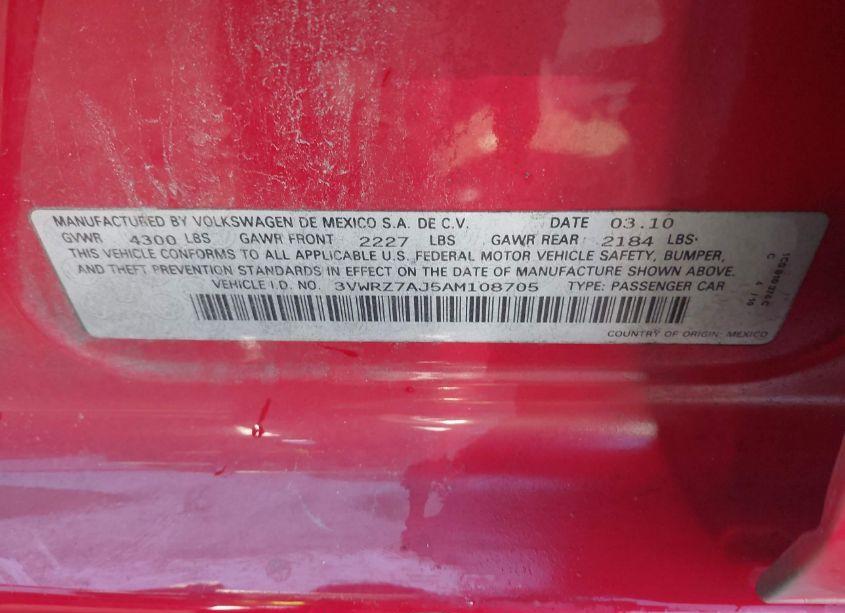 MANUFACTURED BY VOLKSWAGEN DE MEXICO S.A. DE C.V. DATE 03.10
GVWR 4300 LBS GAWR FRONT 2227 LBS GAWR REAR 2184 LBS.
THIS VEHICLE CONFORMS TO ALL APPLICABLE U.S. FEDERAL MOTOR VEHICLE SAFETY, BUMPER,
AND THEFT PREVENTION STANDARDS IN EFFECT ON THE DATE OF MANUFACTURE SHOWN ABOVE.
VEHICLE I.D. NO. 3VWRZ7AJ5AM108705 TYPE: PASSENGER CAR
COUNTRY OF ORIGIN: MEXICO